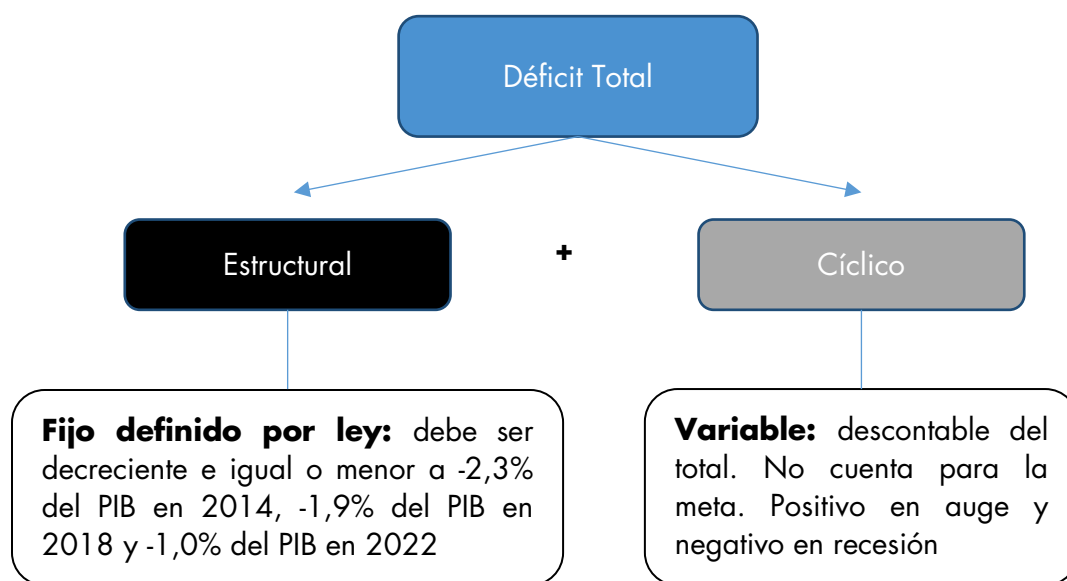 Déficit Total
Estructural
+
Cíclico
Fijo definido por ley: debe ser
decreciente e igual o menor a -2,3%
del PIB en 2014, -1,9% del PIB en
2018 y -1,0% del PIB en 2022
Variable: descontable del
total. No cuenta para la
meta. Positivo en auge y
negativo en recesión